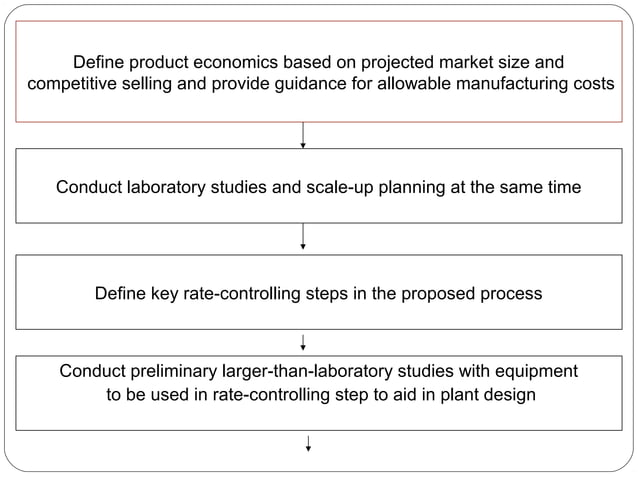 Define product economics based on projected market size and
competitive selling and provide guidance for allowable manufacturing costs
Conduct laboratory studies and scale-up planning at the same time
Define key rate-controlling steps in the proposed process
Conduct preliminary larger-than-laboratory studies with equipment
to be used in rate-controlling step to aid in plant design